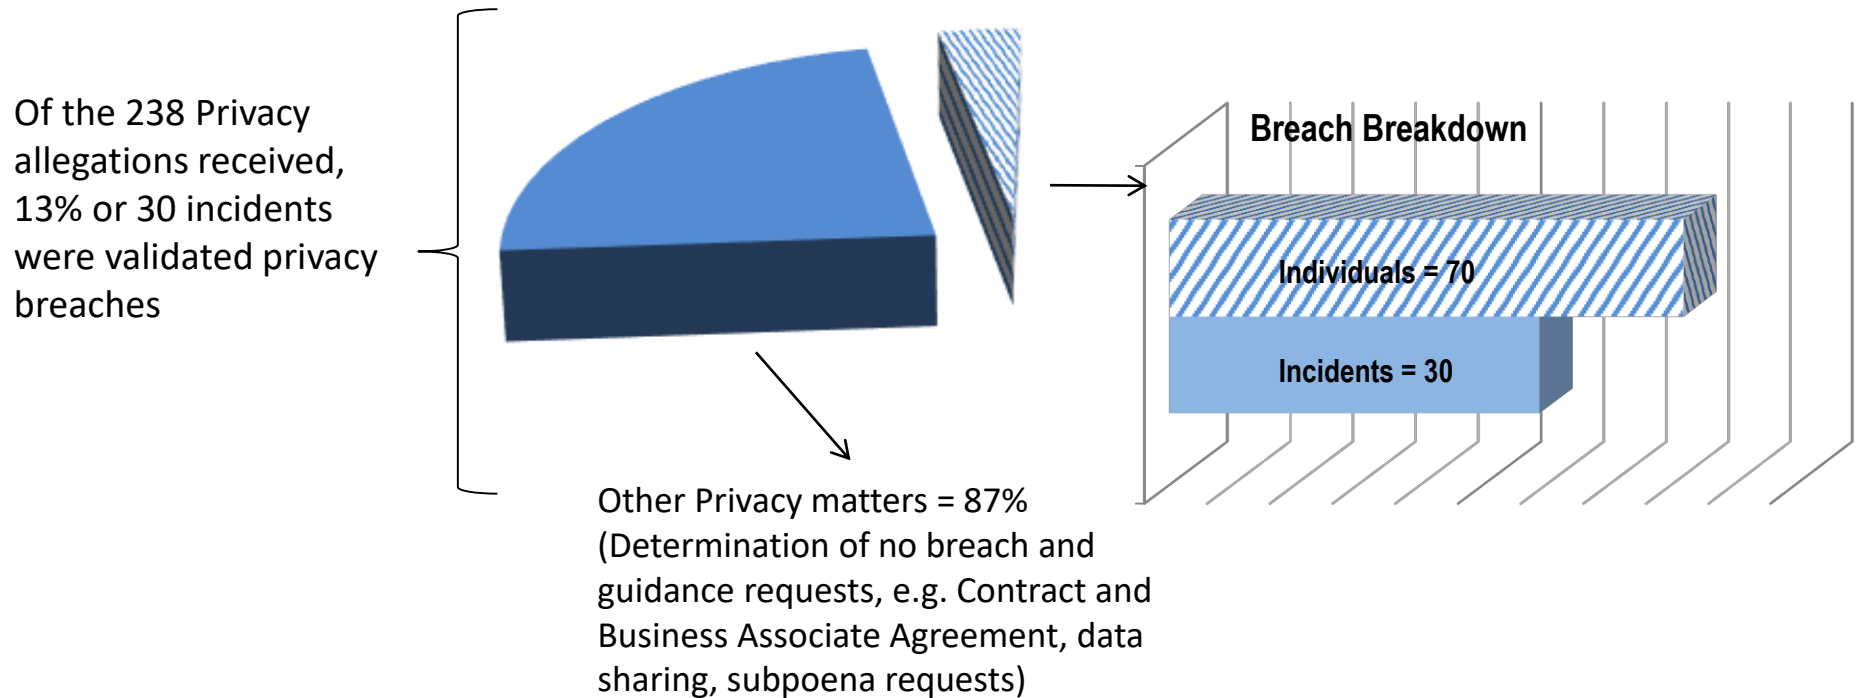 Of the 238 Privacy
allegations received,
13% or 30 incidents
were validated privacy
breaches
Breach Breakdown
Individuals = 70
Incidents = 30
Other Privacy matters = 87%
(Determination of no breach and
guidance requests, e.g. Contract and
Business Associate Agreement, data
sharing, subpoena requests)